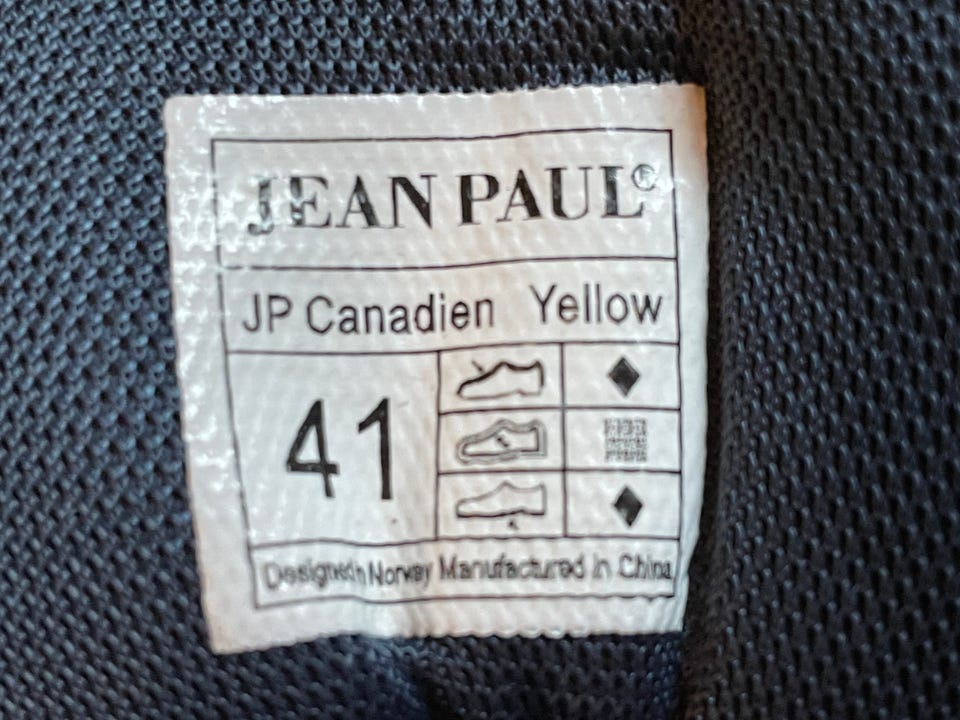 JEAN PAUL®
JP Canadien Yellow
41
Designed in Norway Manufactured in China